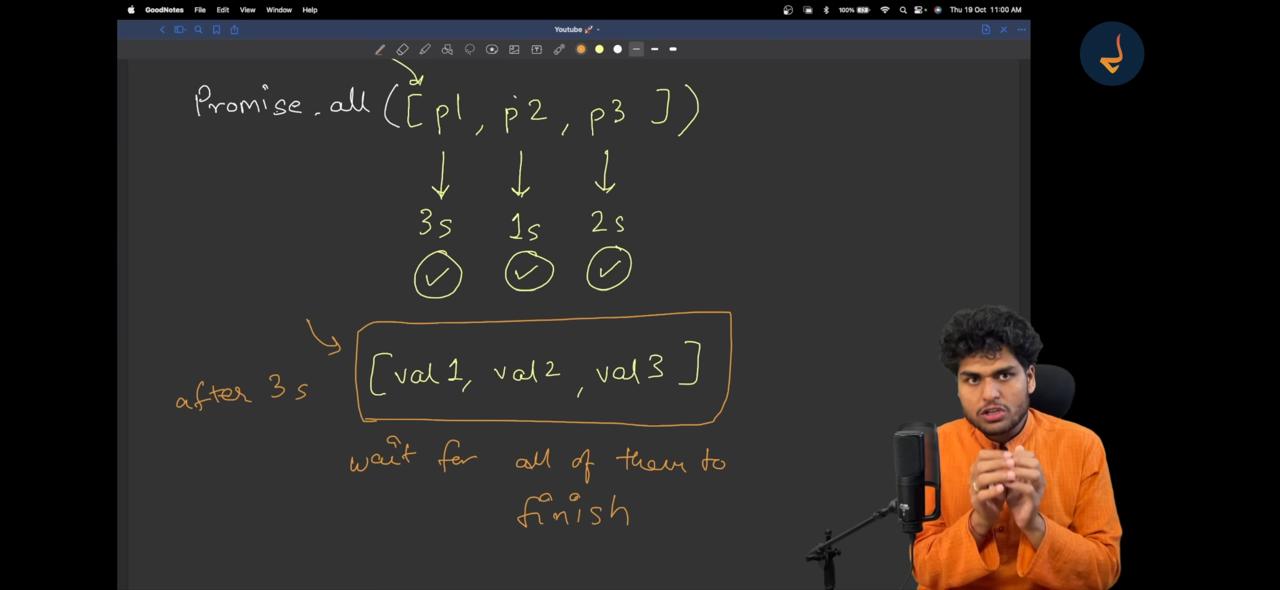 GoodNotes File Edit View Window Help 100% Thu 19 Oct 11:00 AM
Youtube 🚀
Promise.all([p1, p2, p3])
3s 1s 2s
[val1, val2, val3]
after 3s
wait for all of them to
finish